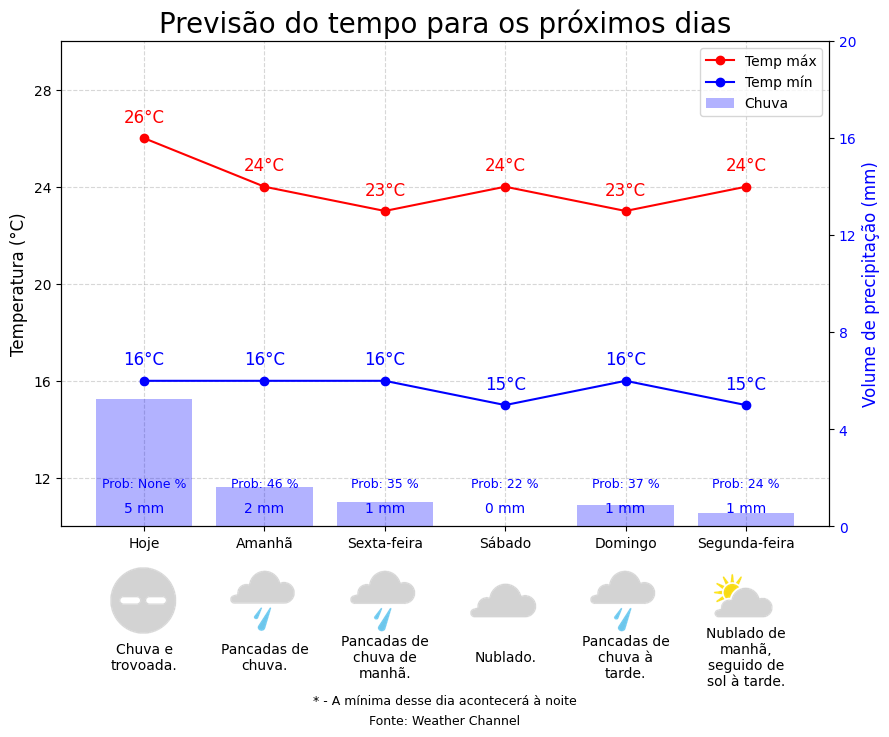 Previsão do tempo para os próximos dias
Temp máx
Temp mín
Chuva
Temperatura (°C)
28
24
20
16
12
Volume de precipitação (mm)
20
16
12
8
4
0
26°C
24°C
23°C
24°C
23°C
24°C
16°C
16°C
16°C
15°C
16°C
15°C
Prob: None %
Prob: 46 %
Prob: 35 %
Prob: 22 %
Prob: 37 %
Prob: 24 %
5 mm
2 mm
1 mm
0 mm
1 mm
1 mm
Hoje
Amanhã
Sexta-feira
Sábado
Domingo
Segunda-feira
Chuva e
trovoada.
Pancadas de
chuva.
Pancadas de
chuva de
manhã.
Nublado.
Pancadas de
chuva à
tarde.
Nublado de
manhã,
seguido de
sol à tarde.
* - A mínima desse dia acontecerá à noite
Fonte: Weather Channel